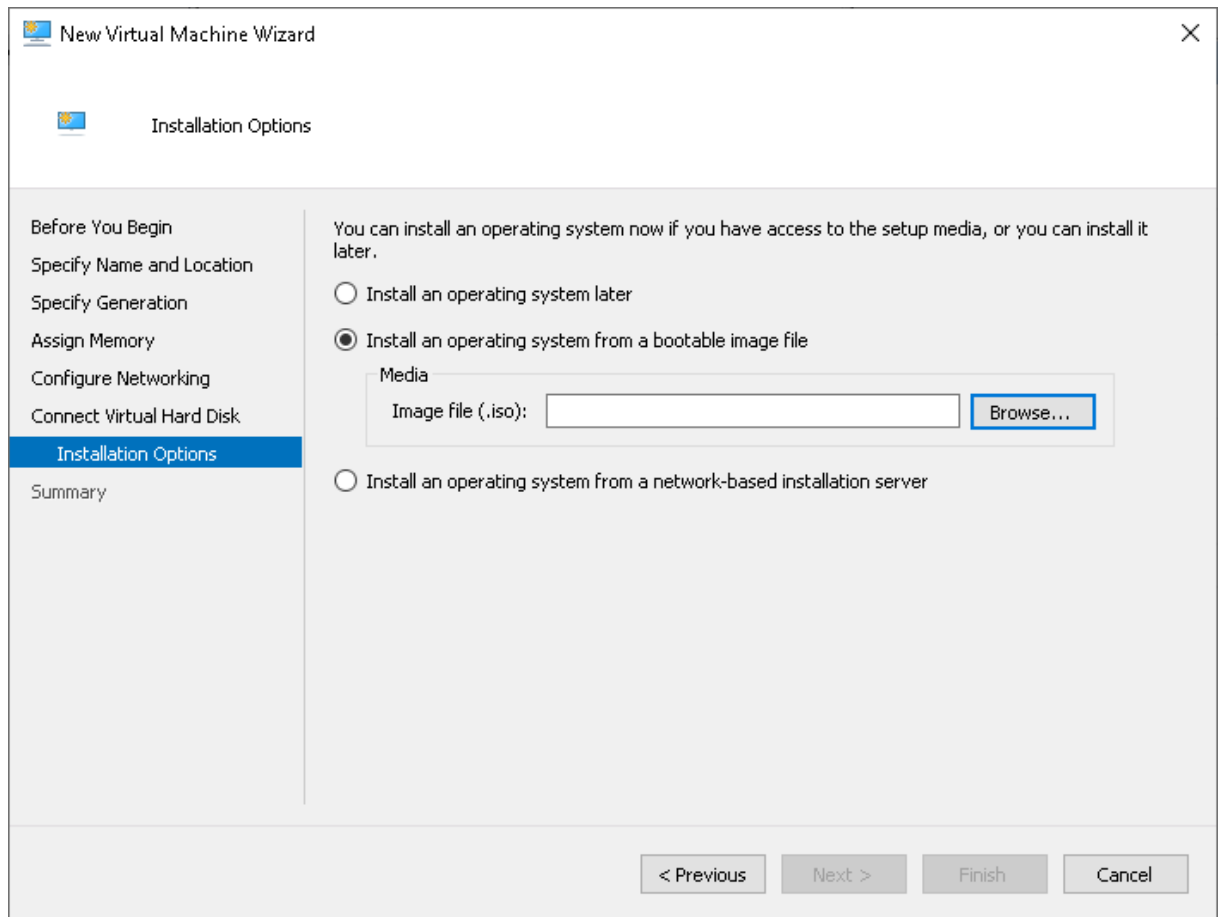 New Virtual Machine Wizard
Installation Options
Before You Begin
Specify Name and Location
Specify Generation
Assign Memory
Configure Networking
Connect Virtual Hard Disk
Installation Options
Summary
You can install an operating system now if you have access to the setup media, or you can install it
later.
Install an operating system later
Install an operating system from a bootable image file
Media
Image file (.iso):
Browse...
Install an operating system from a network-based installation server
< Previous
Next >
Finish
Cancel